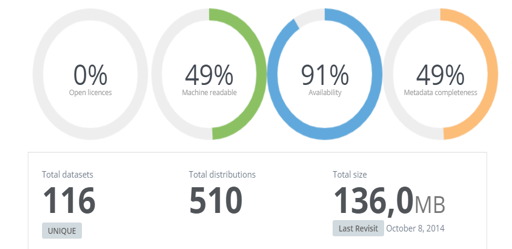 0%
Open licences
49%
Machine readable
91%
Availability
49%
Metadata completeness
Total datasets
116
UNIQUE
Total distributions
510
Total size
136,0MB
Last Revisit October 8, 2014